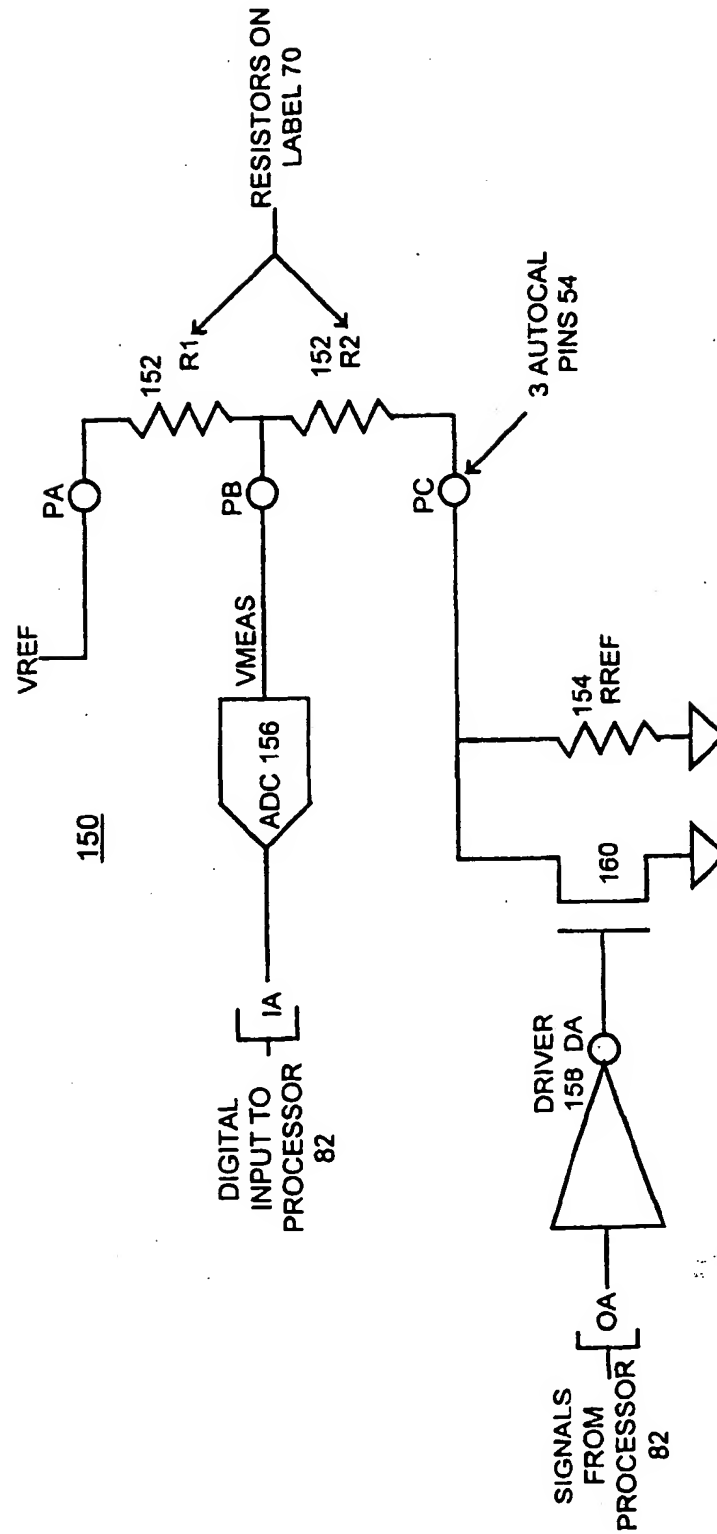 150
VREF
PA
152
R1
RESISTORS ON
LABEL 70
VMEAS
PB
152
R2
ADC 156
IA
DIGITAL
INPUT TO
PROCESSOR
82
PC
3 AUTOCAL
PINS 54
154
RREF
160
DRIVER
158 DA
OA
SIGNALS
FROM
PROCESSOR
82